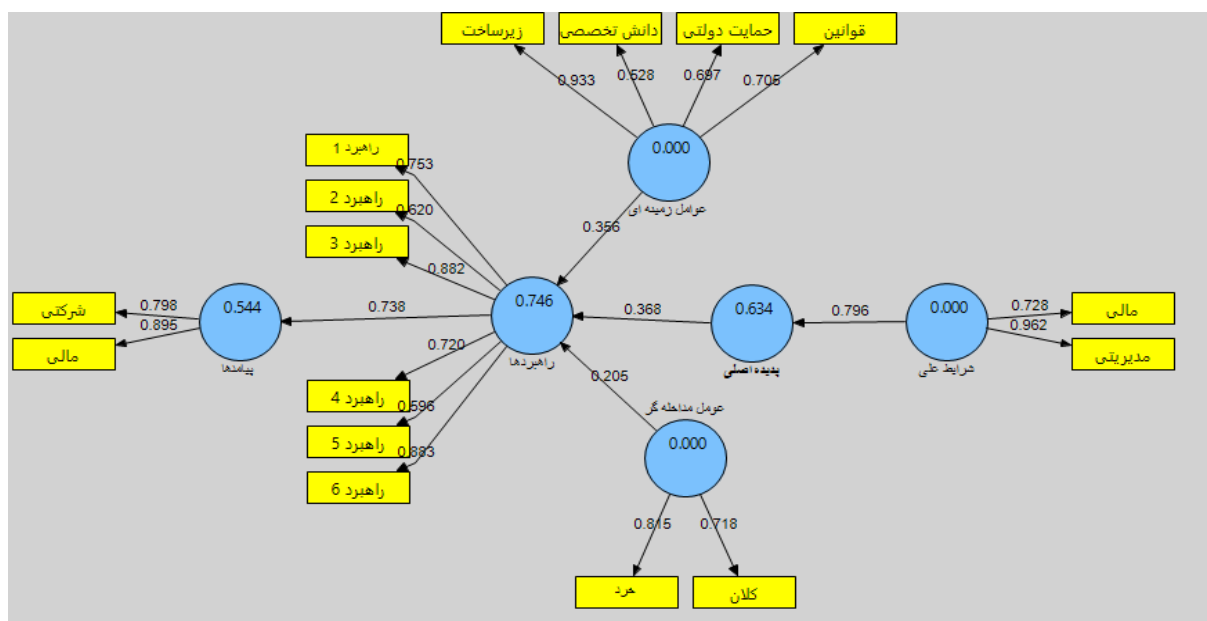 زیرساخت
دانش تخصصی
حمایت دولتی
قوانین
0.933
0.528
0.697
0.705
0.000
عوامل زمینه ای
راهبرد 1
0.753
راهبرد 2
0.620
راهبرد 3
0.882
0.356
شرکتی
0.798
0.544
0.738
0.746
0.368
0.634
0.796
0.000
0.728
مالی
مالی
0.895
پیامدها
راهبردها
پدیده اصلی
شرایط علی
0.962
مدیریتی
0.720
0.205
راهبرد 4
0.596
عومل مداخله گر
راهبرد 5
0.883
0.000
راهبرد 6
0.815
0.718
خرد
کلان